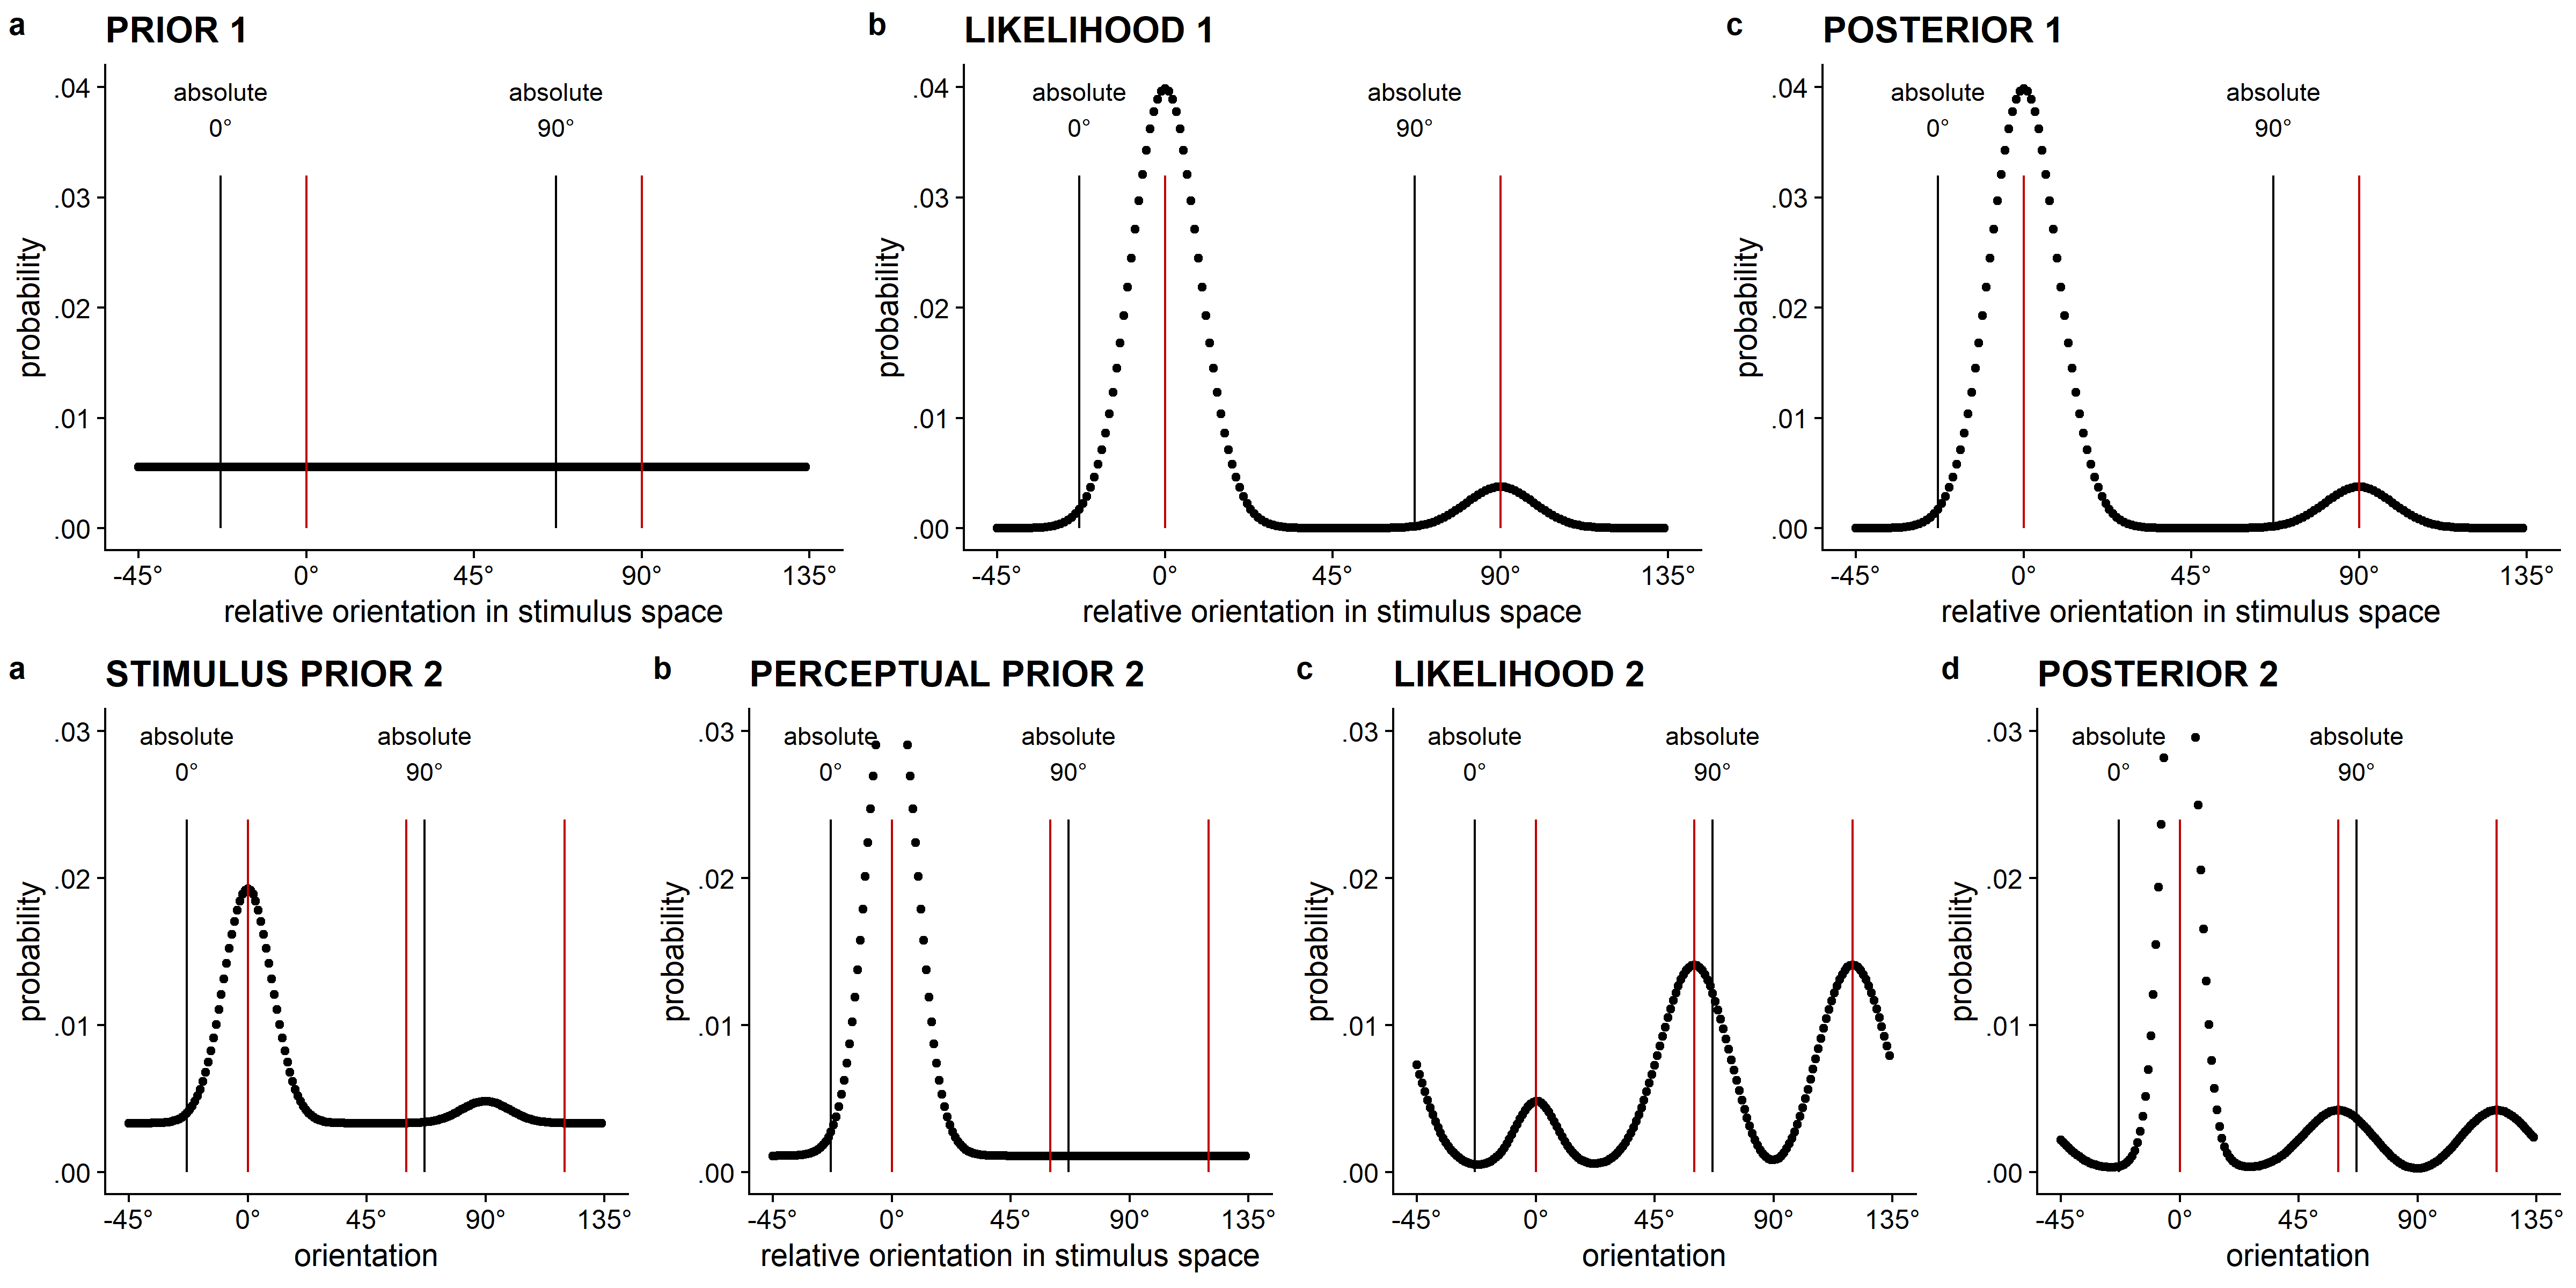 a PRIOR 1
absolute absolute
0° 90°
.04
.03
.02
.01
.00
probability
-45° 0° 45° 90° 135°
relative orientation in stimulus space
b LIKELIHOOD 1
absolute absolute
0° 90°
.04
.03
.02
.01
.00
probability
-45° 0° 45° 90° 135°
relative orientation in stimulus space
c POSTERIOR 1
absolute absolute
0° 90°
.04
.03
.02
.01
.00
probability
-45° 0° 45° 90° 135°
relative orientation in stimulus space
a STIMULUS PRIOR 2
absolute absolute
0° 90°
.03
.02
.01
.00
probability
-45° 0° 45° 90° 135°
orientation
b PERCEPTUAL PRIOR 2
absolute absolute
0° 90°
.03
.02
.01
.00
probability
-45° 0° 45° 90° 135°
relative orientation in stimulus space
c LIKELIHOOD 2
absolute absolute
0° 90°
.03
.02
.01
.00
probability
-45° 0° 45° 90° 135°
orientation
d POSTERIOR 2
absolute absolute
0° 90°
.03
.02
.01
.00
probability
-45° 0° 45° 90° 135°
orientation